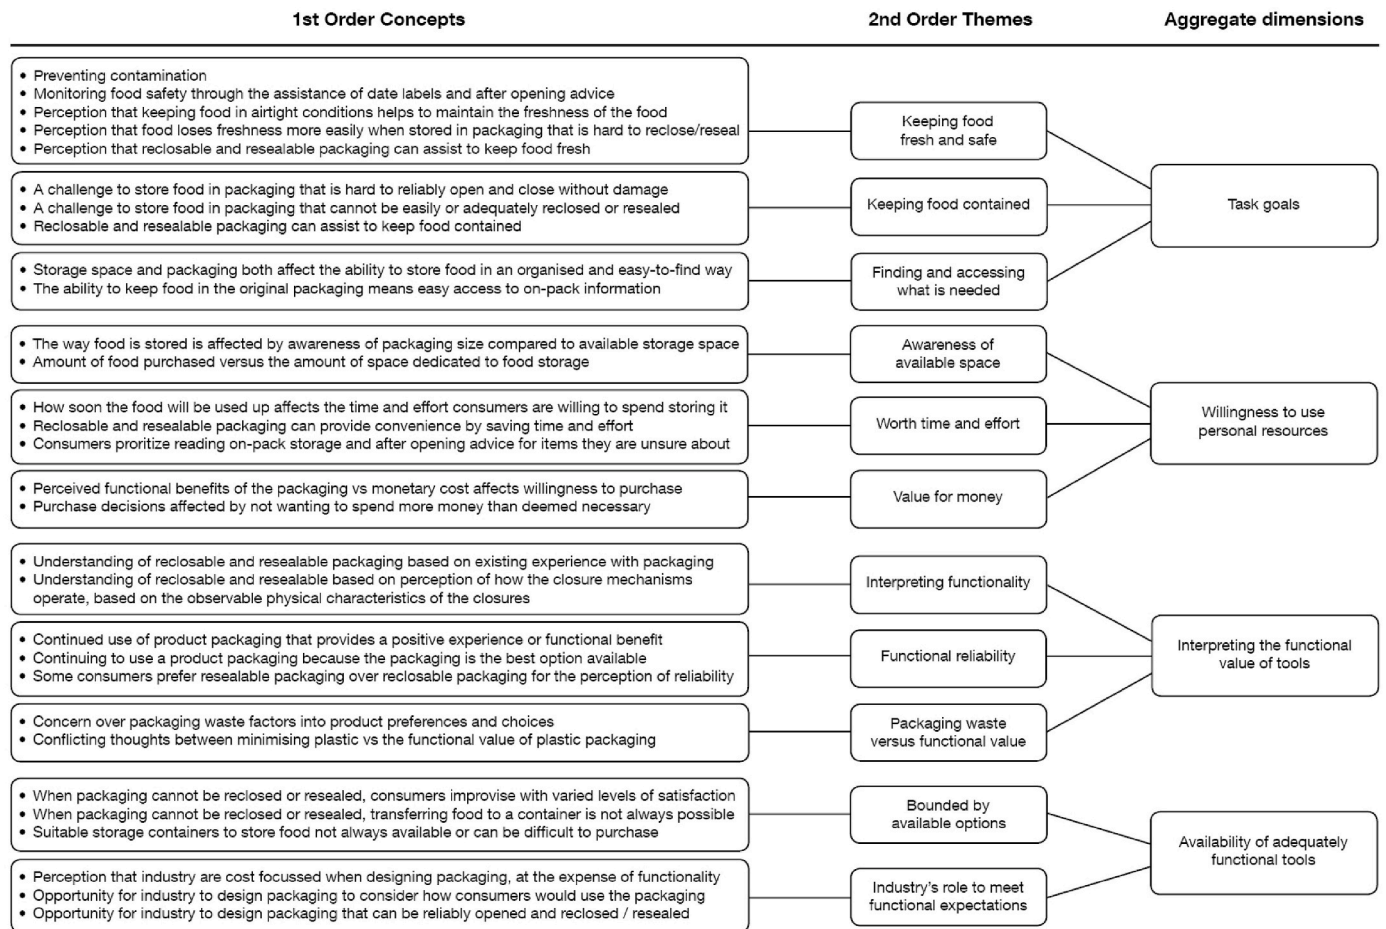 1st Order Concepts
2nd Order Themes
Aggregate dimensions
• Preventing contamination
• Monitoring food safety through the assistance of date labels and after opening advice
• Perception that keeping food in airtight conditions helps to maintain the freshness of the food
• Perception that food loses freshness more easily when stored in packaging that is hard to reclose/reseal
• Perception that reclosable and resealable packaging can assist to keep food fresh
Keeping food
fresh and safe
• A challenge to store food in packaging that is hard to reliably open and close without damage
• A challenge to store food in packaging that cannot be easily or adequately reclosed or resealed
• Reclosable and resealable packaging can assist to keep food contained
Keeping food contained
Task goals
• Storage space and packaging both affect the ability to store food in an organised and easy-to-find way
• The ability to keep food in the original packaging means easy access to on-pack information
Finding and accessing
what is needed
• The way food is stored is affected by awareness of packaging size compared to available storage space
• Amount of food purchased versus the amount of space dedicated to food storage
Awareness of
available space
• How soon the food will be used up affects the time and effort consumers are willing to spend storing it
• Reclosable and resealable packaging can provide convenience by saving time and effort
• Consumers prioritize reading on-pack storage and after opening advice for items they are unsure about
Worth time and effort
Willingness to use
personal resources
• Perceived functional benefits of the packaging vs monetary cost affects willingness to purchase
• Purchase decisions affected by not wanting to spend more money than deemed necessary
Value for money
• Understanding of reclosable and resealable packaging based on existing experience with packaging
• Understanding of reclosable and resealable based on perception of how the closure mechanisms
operate, based on the observable physical characteristics of the closures
Interpreting functionality
• Continued use of product packaging that provides a positive experience or functional benefit
• Continuing to use a product packaging because the packaging is the best option available
• Some consumers prefer resealable packaging over reclosable packaging for the perception of reliability
Functional reliability
Interpreting the functional
value of tools
• Concern over packaging waste factors into product preferences and choices
• Conflicting thoughts between minimising plastic vs the functional value of plastic packaging
Packaging waste
versus functional value
• When packaging cannot be reclosed or resealed, consumers improvise with varied levels of satisfaction
• When packaging cannot be reclosed or resealed, transferring food to a container is not always possible
• Suitable storage containers to store food not always available or can be difficult to purchase
Bounded by
available options
Availability of adequately
functional tools
• Perception that industry are cost focussed when designing packaging, at the expense of functionality
• Opportunity for industry to design packaging to consider how consumers would use the packaging
• Opportunity for industry to design packaging that can be reliably opened and reclosed / resealed
Industry's role to meet
functional expectations